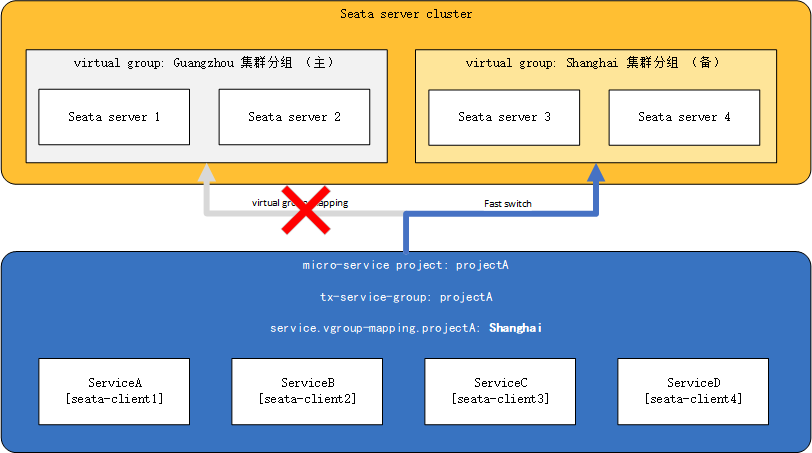 Seata server cluster
virtual group: Guangzhou 集群分组 （主）
virtual group: Shanghai 集群分组 （备）
Seata server 1
Seata server 2
Seata server 3
Seata server 4
virtual group mapping
Fast switch
micro-service project: projectA
tx-service-group: projectA
service.vgroup-mapping.projectA: Shanghai
ServiceA
[seata-client1]
ServiceB
[seata-client2]
ServiceC
[seata-client3]
ServiceD
[seata-client4]